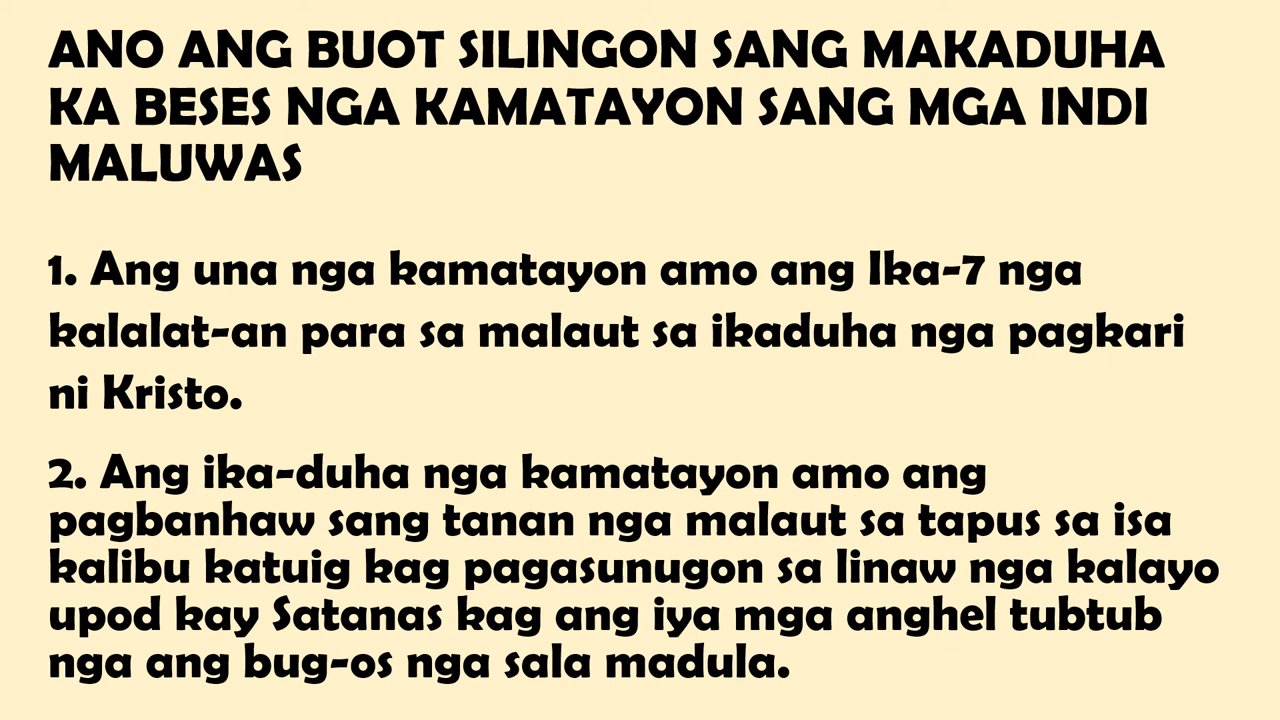 ANO ANG BUOT SILINGON SANG MAKADUHA
KA BESES NGA KAMATAYON SANG MGA INDI
MALUWAS
1. Ang una nga kamatayon amo ang Ika-7 nga
kalalat-an para sa malaut sa ikaduha nga pagkari
ni Kristo.
2. Ang ika-duha nga kamatayon amo ang
pagbanhaw sang tanan nga malaut sa tapus sa isa
kalibu katuig kag pagasunugon sa linaw nga kalayo
upod kay Satanas kag ang iya mga anghel tubtub
nga ang bug-os nga sala madula.